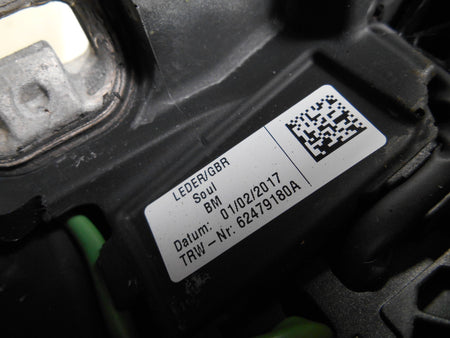 LEDER/GBR
Soul
BM
Datum: 01/02/2017
TRW-Nr: 62479180A